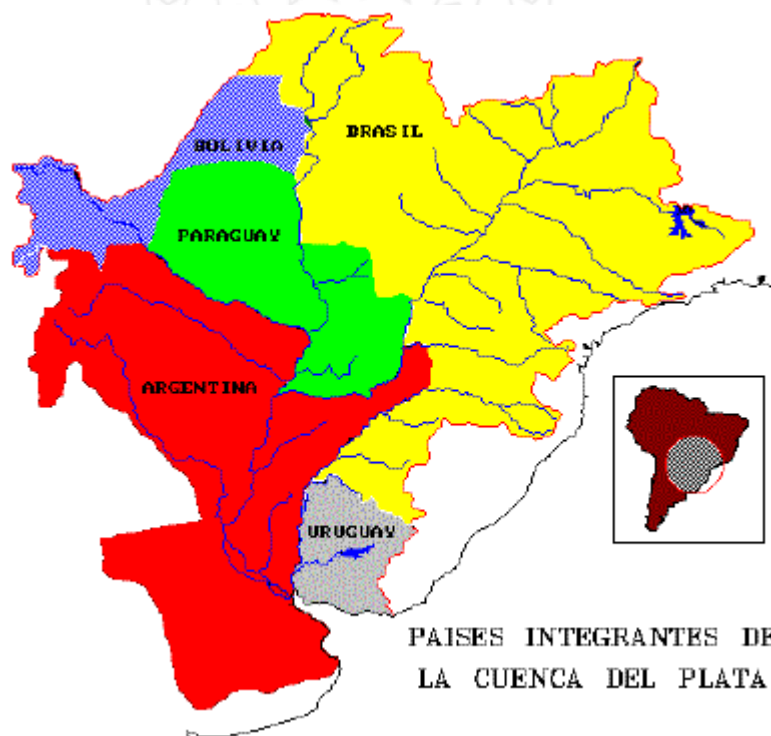 BOLIVIA
BRASIL
PARAGUAY
ARGENTINA
URUGUAY
PAISES INTEGRANTES DE
LA CUENCA DEL PLATA